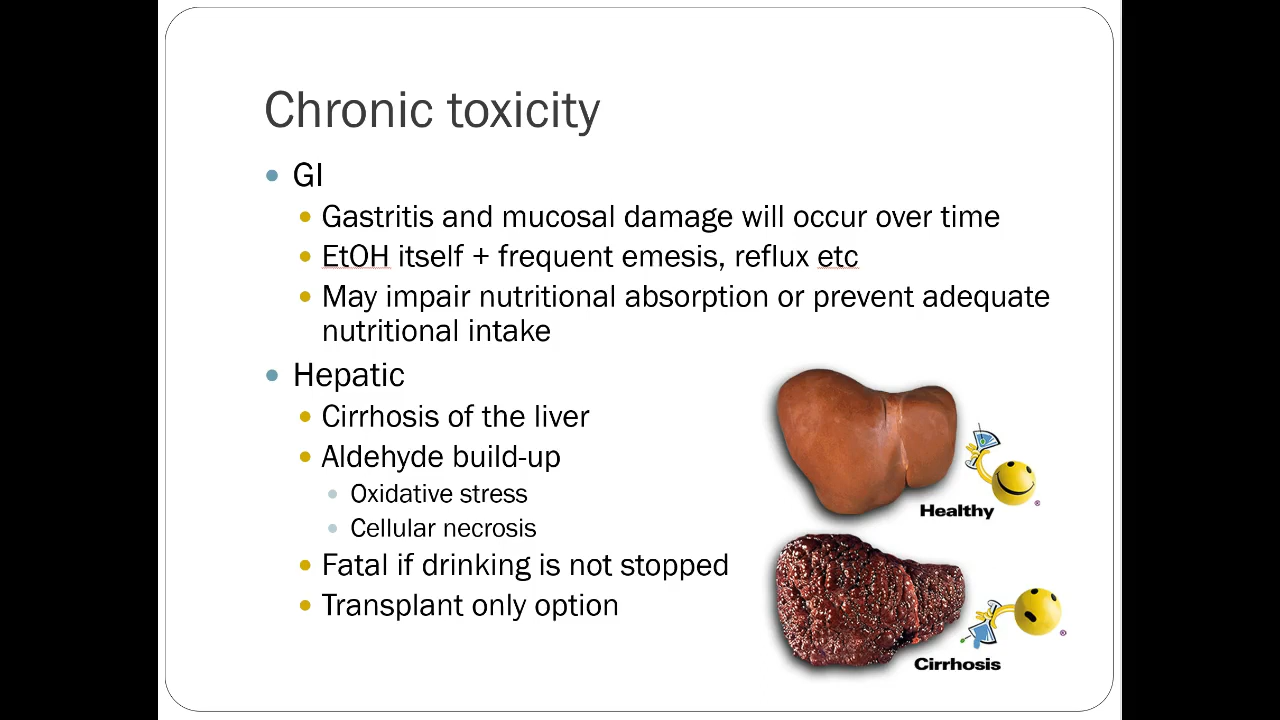 Chronic toxicity
GI
Gastritis and mucosal damage will occur over time
EtOH itself + frequent emesis, reflux etc
May impair nutritional absorption or prevent adequate
nutritional intake
Hepatic
Cirrhosis of the liver
Aldehyde build-up
Oxidative stress
Cellular necrosis
Fatal if drinking is not stopped
Transplant only option
Healthy
®
Cirrhosis
®